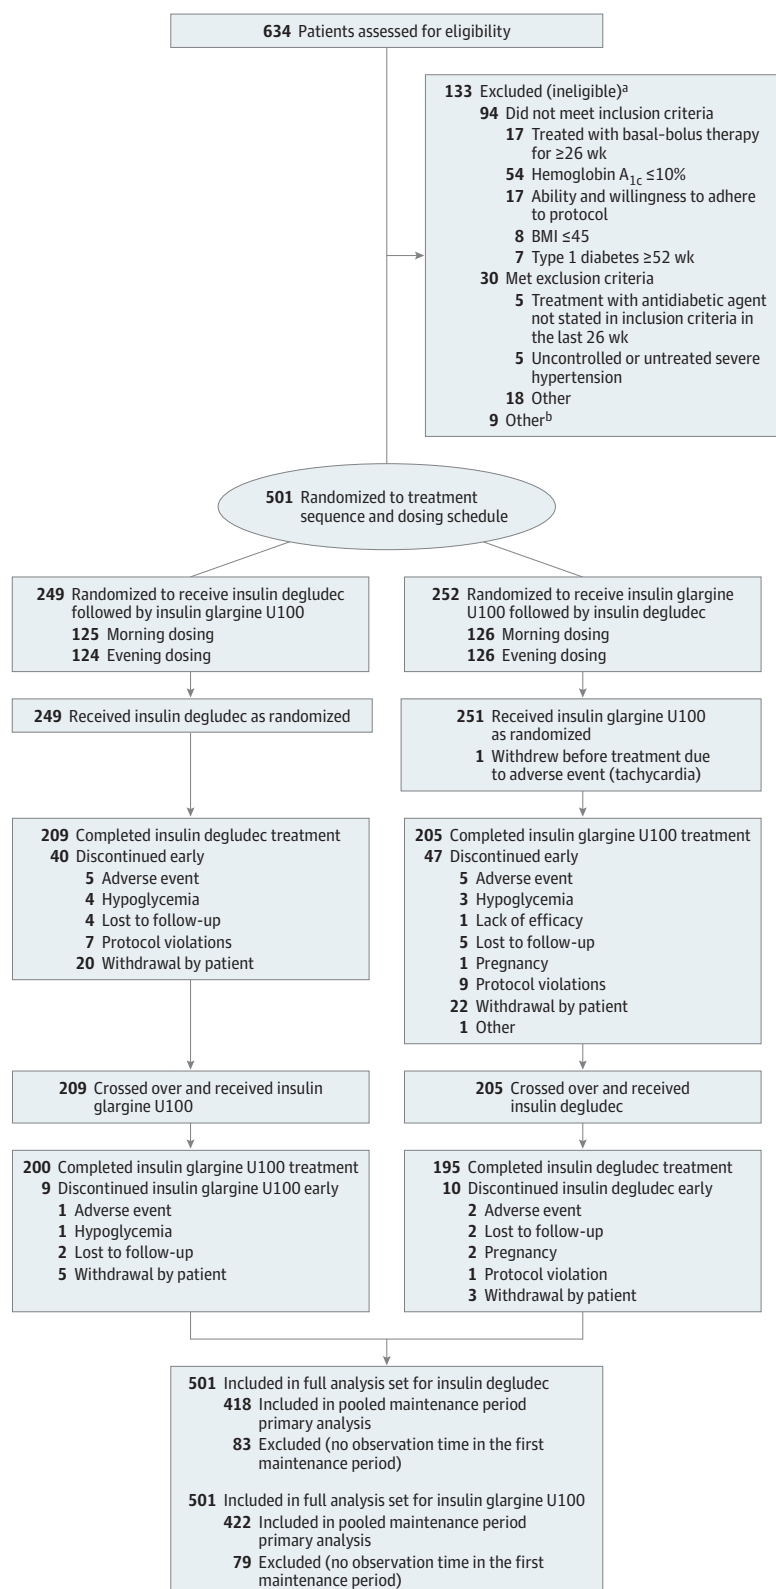 634 Patients assessed for eligibility
133 Excluded (ineligible)a
94 Did not meet inclusion criteria
17 Treated with basal-bolus therapy
for ≥26 wk
54 Hemoglobin A1c ≤10%
17 Ability and willingness to adhere
to protocol
8 BMI ≤45
7 Type 1 diabetes ≥52 wk
30 Met exclusion criteria
5 Treatment with antidiabetic agent
not stated in inclusion criteria in
the last 26 wk
5 Uncontrolled or untreated severe
hypertension
18 Other
9 Otherb
501 Randomized to treatment
sequence and dosing schedule
249 Randomized to receive insulin degludec
followed by insulin glargine U100
125 Morning dosing
124 Evening dosing
252 Randomized to receive insulin glargine
U100 followed by insulin degludec
126 Morning dosing
126 Evening dosing
249 Received insulin degludec as randomized
251 Received insulin glargine U100
as randomized
1 Withdrew before treatment due
to adverse event (tachycardia)
209 Completed insulin degludec treatment
40 Discontinued early
5 Adverse event
4 Hypoglycemia
4 Lost to follow-up
7 Protocol violations
20 Withdrawal by patient
205 Completed insulin glargine U100 treatment
47 Discontinued early
5 Adverse event
3 Hypoglycemia
1 Lack of efficacy
5 Lost to follow-up
1 Pregnancy
9 Protocol violations
22 Withdrawal by patient
1 Other
209 Crossed over and received insulin
glargine U100
205 Crossed over and received
insulin degludec
200 Completed insulin glargine U100 treatment
9 Discontinued insulin glargine U100 early
1 Adverse event
1 Hypoglycemia
2 Lost to follow-up
5 Withdrawal by patient
195 Completed insulin degludec treatment
10 Discontinued insulin degludec early
2 Adverse event
2 Lost to follow-up
2 Pregnancy
1 Protocol violation
3 Withdrawal by patient
501 Included in full analysis set for insulin degludec
418 Included in pooled maintenance period
primary analysis
83 Excluded (no observation time in the first
maintenance period)
501 Included in full analysis set for insulin glargine U100
422 Included in pooled maintenance period
primary analysis
79 Excluded (no observation time in the first
maintenance period)